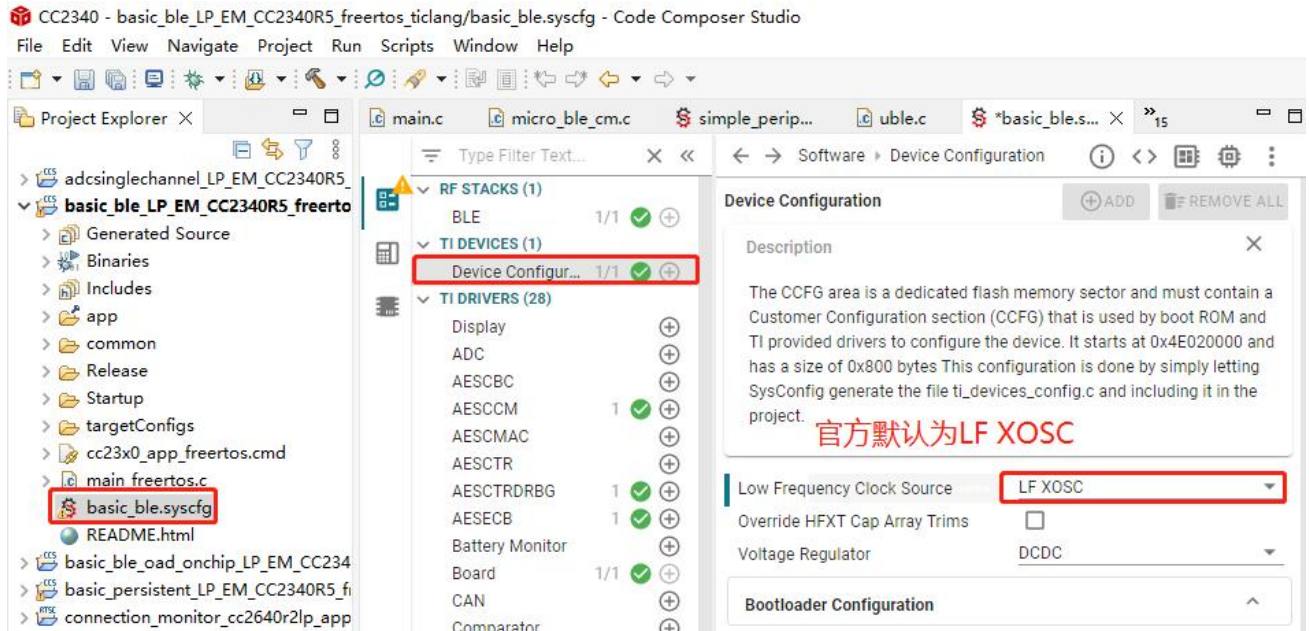 CC2340 - basic_ble_LP_EM_CC2340R5_freertos_ticlang/basic_ble.syscfg - Code Composer Studio
File Edit View Navigate Project Run Scripts Window Help
Project Explorer
adcsinglechannel_LP_EM_CC2340R5_
basic_ble_LP_EM_CC2340R5_freerto
Generated Source
Binaries
Includes
app
common
Release
Startup
targetConfigs
cc23x0_app_freertos.cmd
main_freertos.c
basic_ble.syscfg
README.html
basic_ble_oad_onchip_LP_EM_CC234
basic_persistent_LP_EM_CC2340R5_fr
connection_monitor_cc2640r2lp_app
main.c micro_ble_cm.c simple_perip... uble.c *basic_ble.s... 15
Type Filter Text...
RF STACKS (1)
BLE 1/1
TI DEVICES (1)
Device Configur... 1/1
TI DRIVERS (28)
Display
ADC
AESCBC
AESCCM 1
AESCMAC
AESCTR
AESCTRDRBG 1
AESECB 1
Battery Monitor
Board 1/1
CAN
Comparator
Software Device Configuration
Device Configuration ADD REMOVE ALL
Description
The CCFG area is a dedicated flash memory sector and must contain a
Customer Configuration section (CCFG) that is used by boot ROM and
TI provided drivers to configure the device. It starts at 0x4E020000 and
has a size of 0x800 bytes This configuration is done by simply letting
SysConfig generate the file ti_devices_config.c and including it in the
project.
官方默认为LF XOSC
Low Frequency Clock Source LF XOSC
Override HFXT Cap Array Trims
Voltage Regulator DCDC
Bootloader Configuration